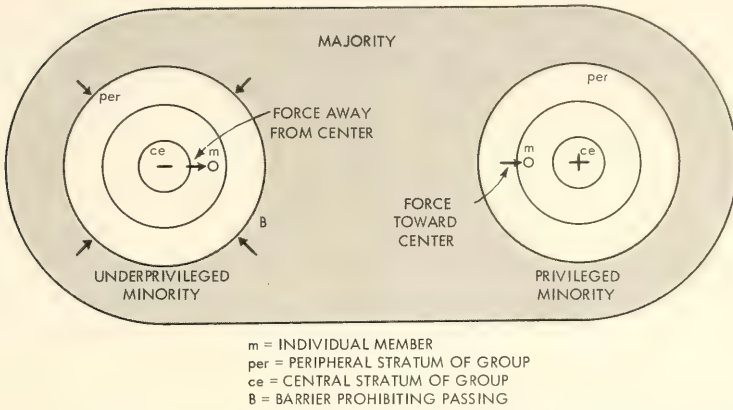 MAJORITY
per
FORCE AWAY
FROM CENTER
ce
m
B
UNDERPRIVILEGED
MINORITY
per
ce
m
FORCE
TOWARD
CENTER
PRIVILEGED
MINORITY
m = INDIVIDUAL MEMBER
per = PERIPHERAL STRATUM OF GROUP
ce = CENTRAL STRATUM OF GROUP
B = BARRIER PROHIBITING PASSING